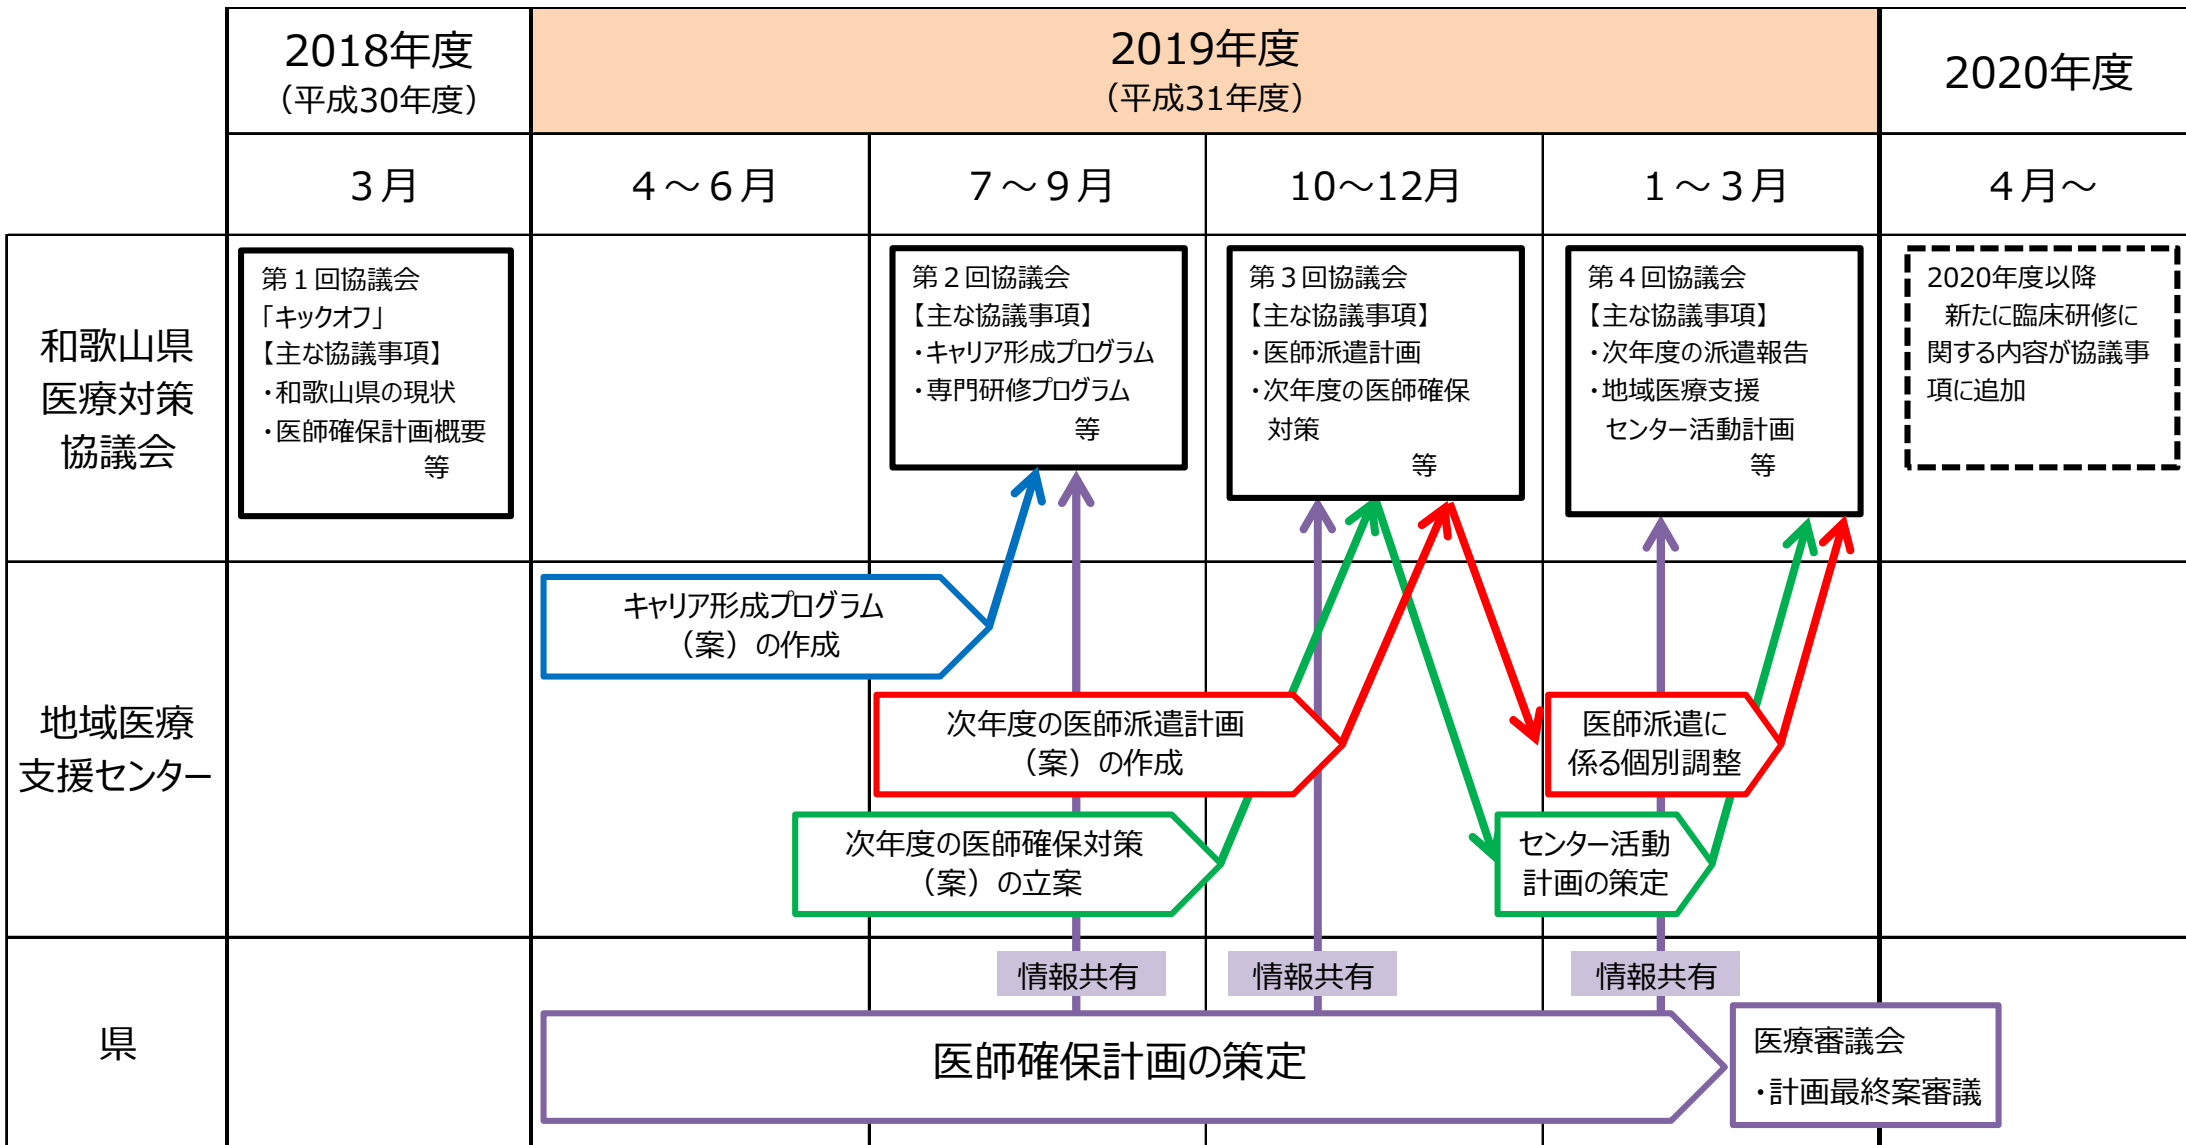 2018年度
（平成30年度）
2019年度
（平成31年度）
2020年度
３月
４～６月
７～９月
10～12月
１～３月
４月～
和歌山県
医療対策
協議会
第１回協議会
「キックオフ」
【主な協議事項】
・和歌山県の現状
・医師確保計画概要
等
第２回協議会
【主な協議事項】
・キャリア形成プログラム
・専門研修プログラム
等
第３回協議会
【主な協議事項】
・医師派遣計画
・次年度の医師確保
対策
等
第４回協議会
【主な協議事項】
・次年度の派遣報告
・地域医療支援
センター活動計画
等
2020年度以降
新たに臨床研修に
関する内容が協議事
項に追加
地域医療
支援センター
キャリア形成プログラム
（案）の作成
次年度の医師派遣計画
（案）の作成
医師派遣に
係る個別調整
次年度の医師確保対策
（案）の立案
センター活動
計画の策定
県
情報共有
情報共有
情報共有
医師確保計画の策定
医療審議会
・計画最終案審議